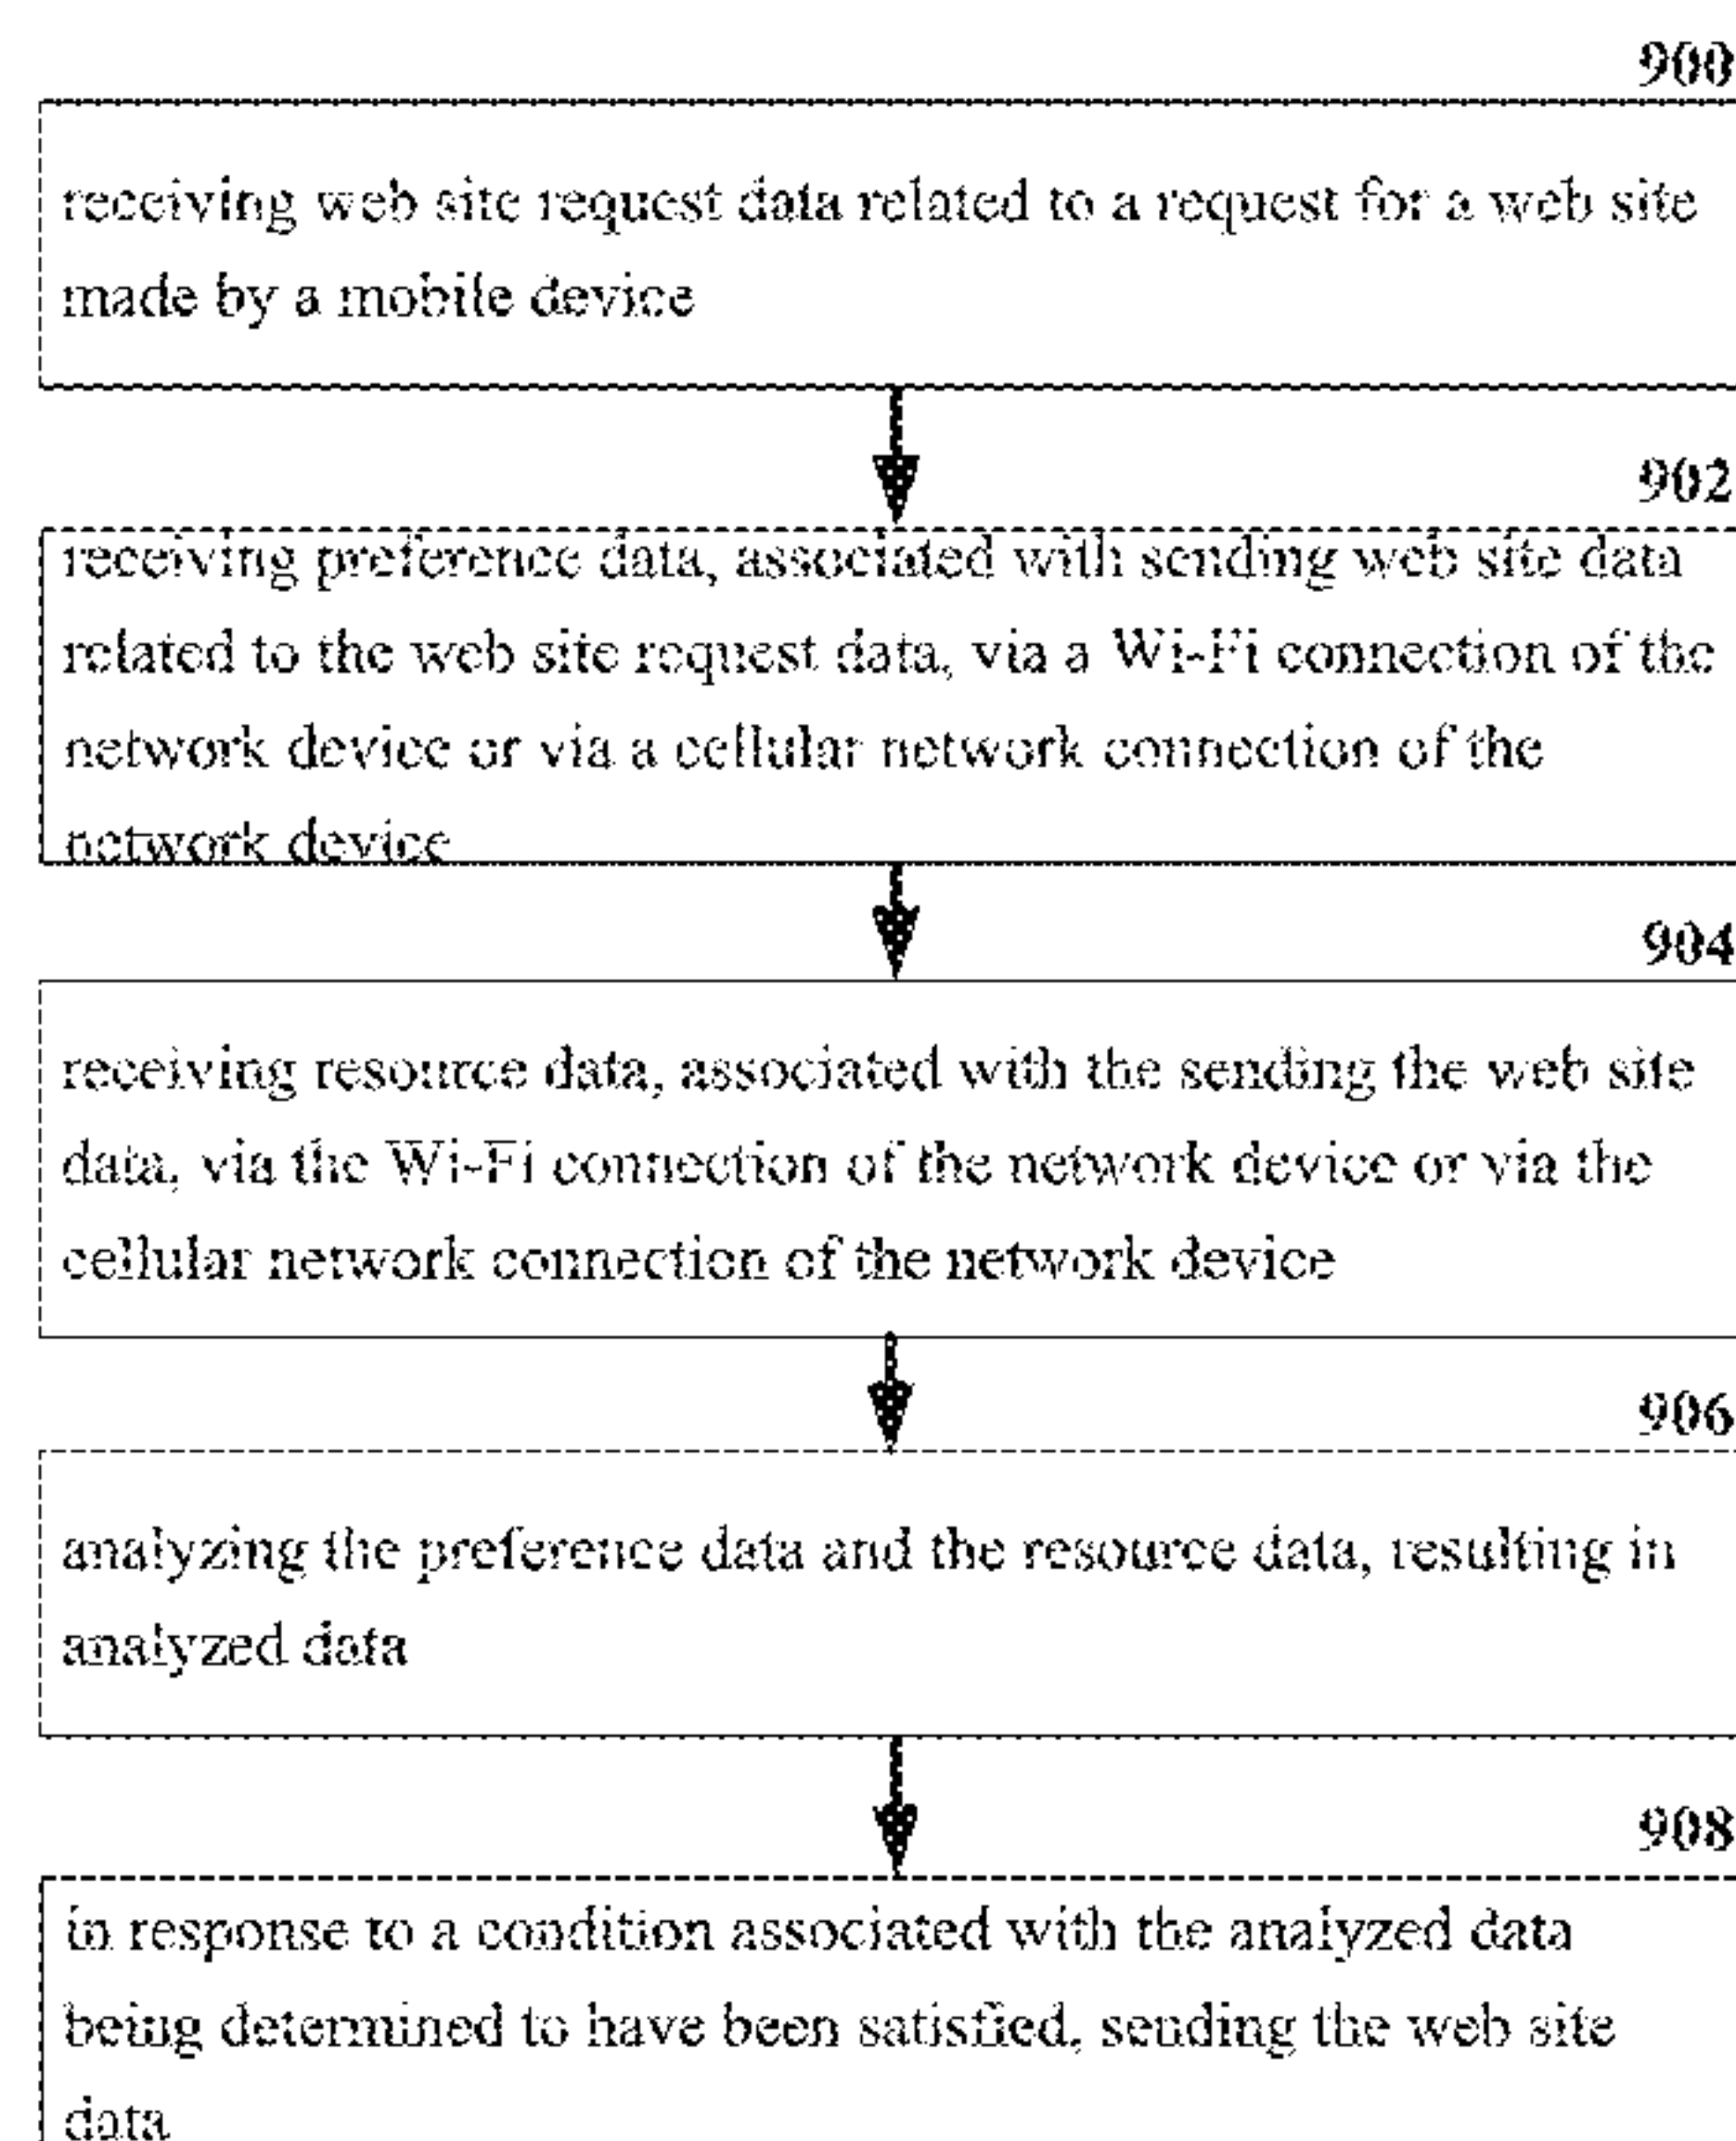 900
receiving web site request data related to a request for a web site
made by a mobile device
902
receiving preference data, associated with sending web site data
related to the web site request data, via a Wi-Fi connection of the
network device or via a cellular network connection of the
network device
904
receiving resource data, associated with the sending the web site
data, via the Wi-Fi connection of the network device or via the
cellular network connection of the network device
906
analyzing the preference data and the resource data, resulting in
analyzed data
908
in response to a condition associated with the analyzed data
being determined to have been satisfied, sending the web site
data